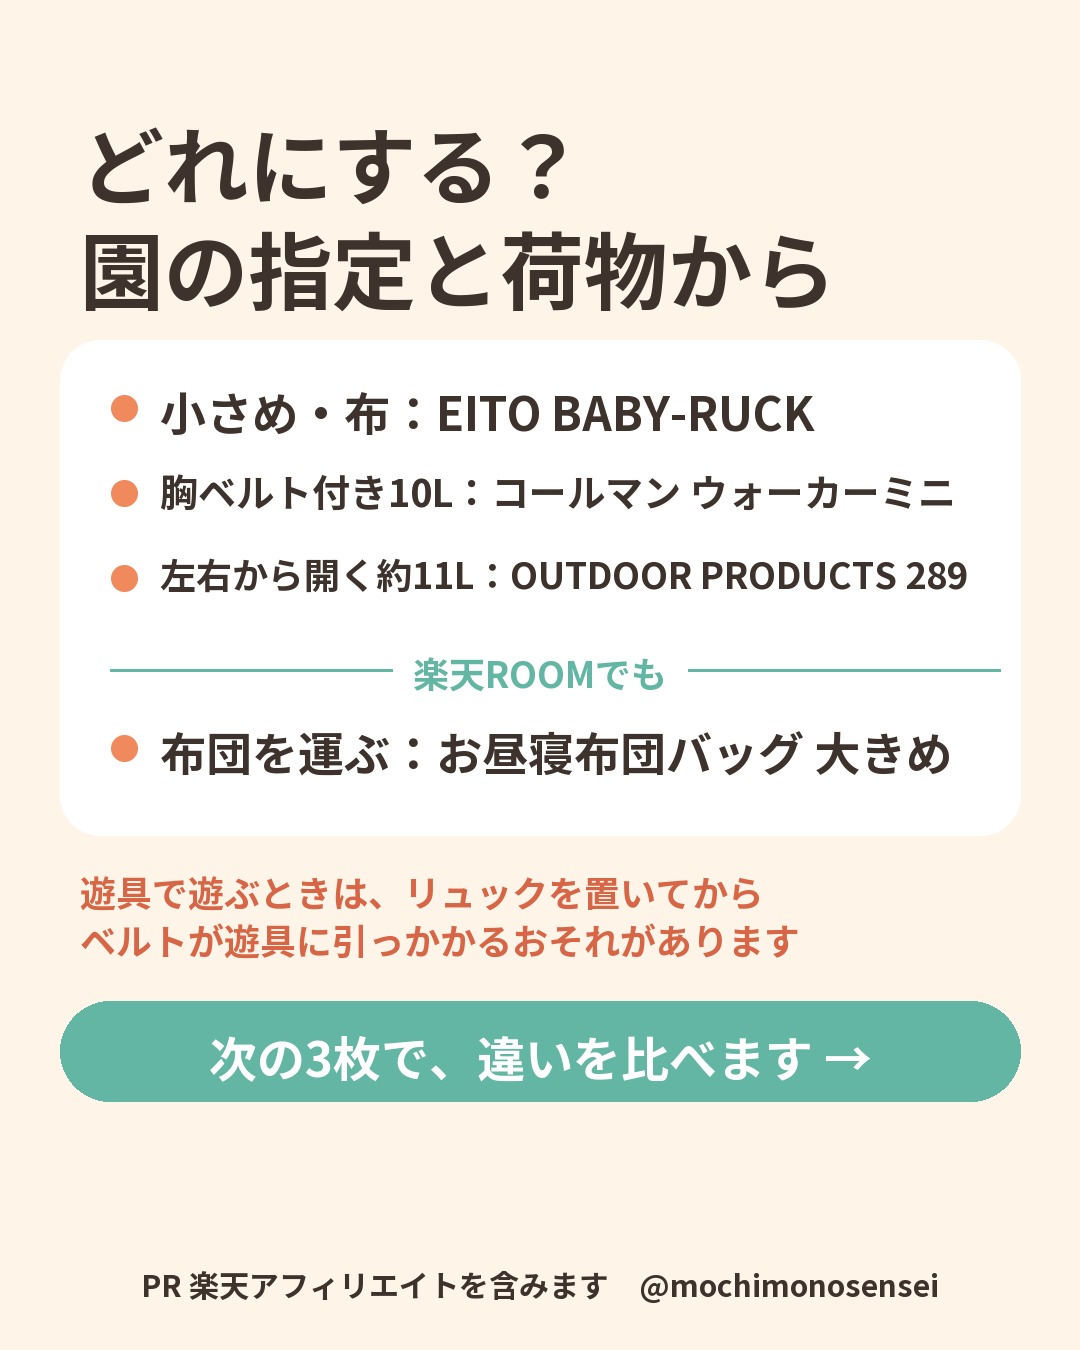 どれにする？
園の指定と荷物から
小さめ・布：EITO BABY-RUCK
胸ベルト付き10L：コールマン ウォーカーミニ
左右から開く約11L：OUTDOOR PRODUCTS 289
楽天ROOMでも
布団を運ぶ：お昼寝布団バッグ 大きめ
遊具で遊ぶときは、リュックを置いてから
ベルトが遊具に引っかかるおそれがあります
次の3枚で、違いを比べます →
PR 楽天アフィリエイトを含みます　@mochimonosensei